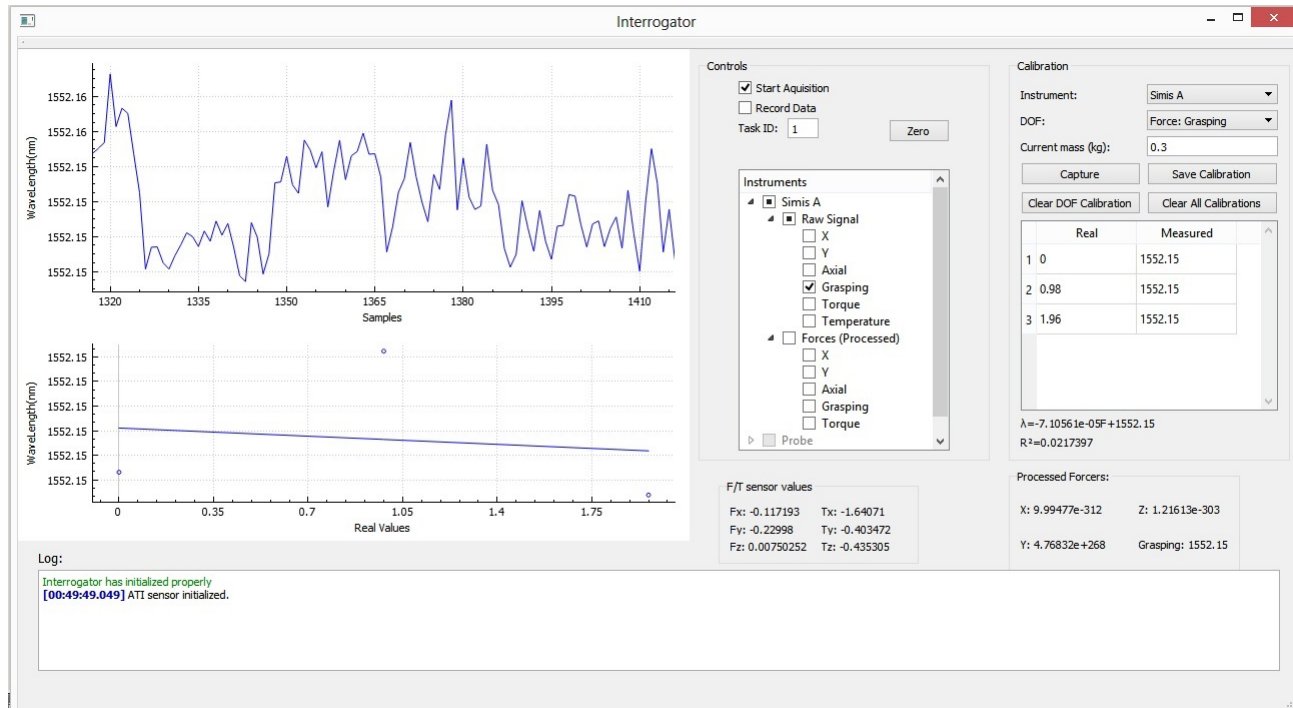 Interrogator
1552.16
1552.16
1552.15
1552.15
1552.15
1552.15
WaveLength(nm)
1320 1335 1350 1365 1380 1395 1410
Samples
1552.15
1552.15
1552.15
1552.15
1552.15
1552.15
WaveLength(nm)
0 0.35 0.7 1.05 1.4 1.75
Real Values
Controls
Start Aquisition
Record Data
Task ID: 1 Zero
Instruments
Simis A
Raw Signal
X
Y
Axial
Grasping
Torque
Temperature
Forces (Processed)
X
Y
Axial
Grasping
Torque
Probe
F/T sensor values
Fx: -0.117193 Tx: -1.64071
Fy: -0.22998 Ty: -0.403472
Fz: 0.00750252 Tz: -0.435305
Calibration
Instrument: Simis A
DOF: Force: Grasping
Current mass (kg): 0.3
Capture Save Calibration
Clear DOF Calibration Clear All Calibrations
Real Measured
1 0 1552.15
2 0.98 1552.15
3 1.96 1552.15
λ=-7.10561e-05F+1552.15
R²=0.0217397
Processed Forcers:
X: 9.99477e-312 Z: 1.21613e-303
Y: 4.76832e+268 Grasping: 1552.15
Log:
Interrogator has initialized properly
[00:49:49.049] ATI sensor initialized.